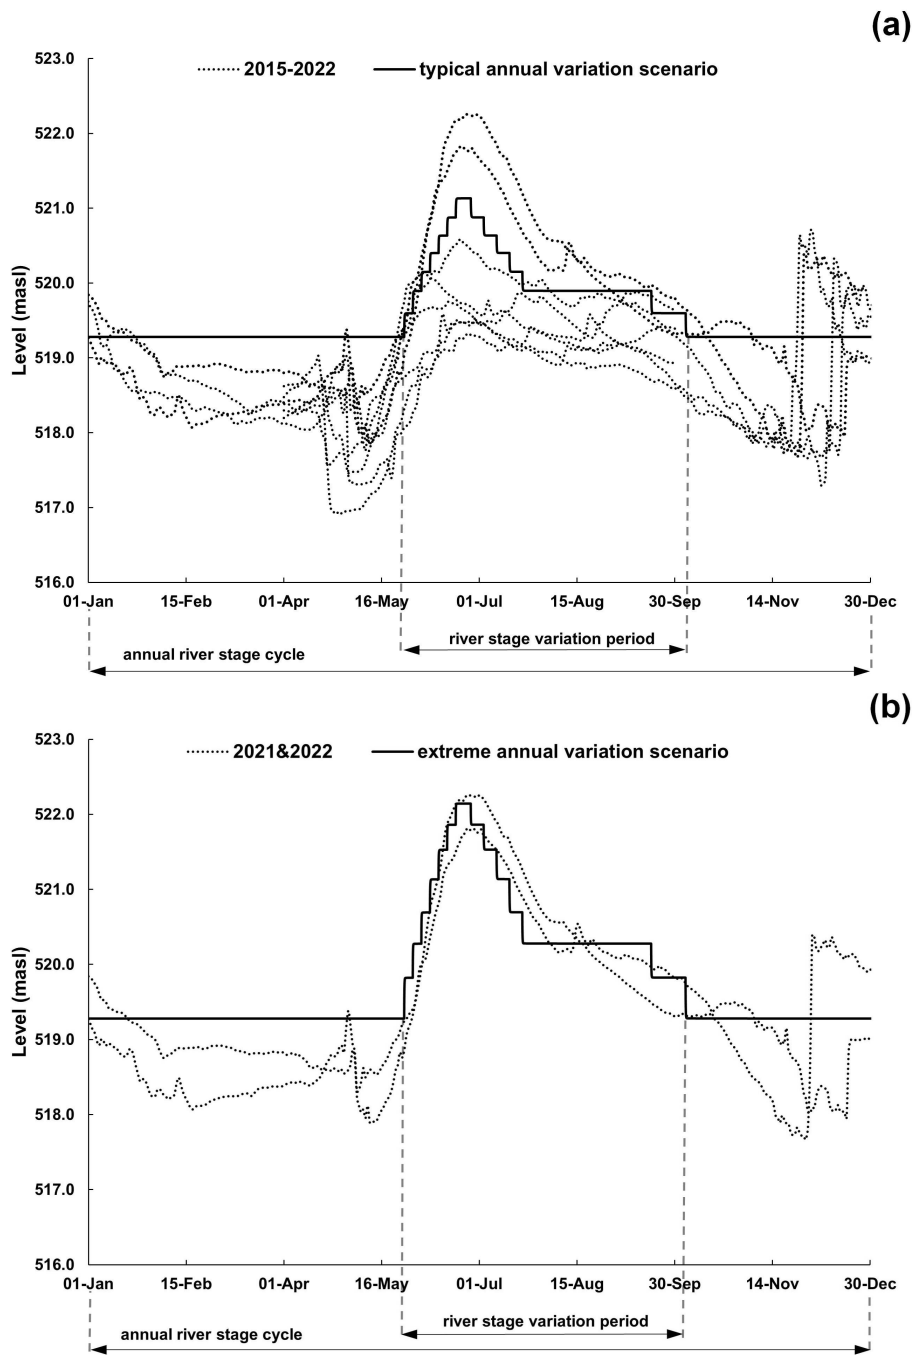 (a)
2015-2022 typical annual variation scenario
Level (masl)
523.0
522.0
521.0
520.0
519.0
518.0
517.0
516.0
01-Jan 15-Feb 01-Apr 16-May 01-Jul 15-Aug 30-Sep 14-Nov 30-Dec
river stage variation period
annual river stage cycle
(b)
2021&2022 extreme annual variation scenario
Level (masl)
523.0
522.0
521.0
520.0
519.0
518.0
517.0
516.0
01-Jan 15-Feb 01-Apr 16-May 01-Jul 15-Aug 30-Sep 14-Nov 30-Dec
river stage variation period
annual river stage cycle